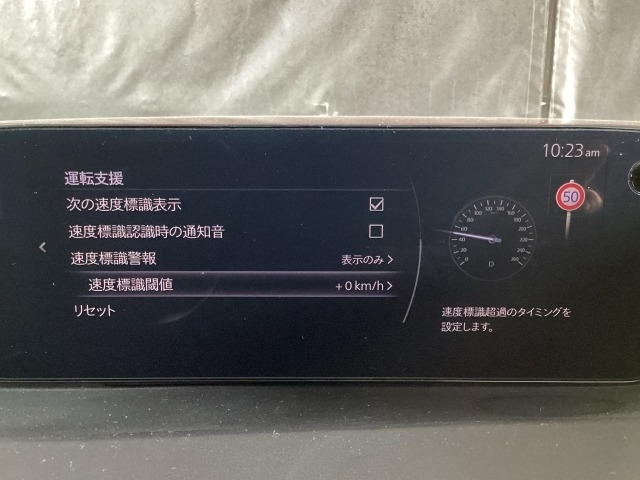 10:23 am
運転支援
次の速度標識表示
速度標識認識時の通知音
速度標識警報 表示のみ
速度標識閾値 +0 km/h
リセット
50
D
速度標識超過のタイミングを
設定します。